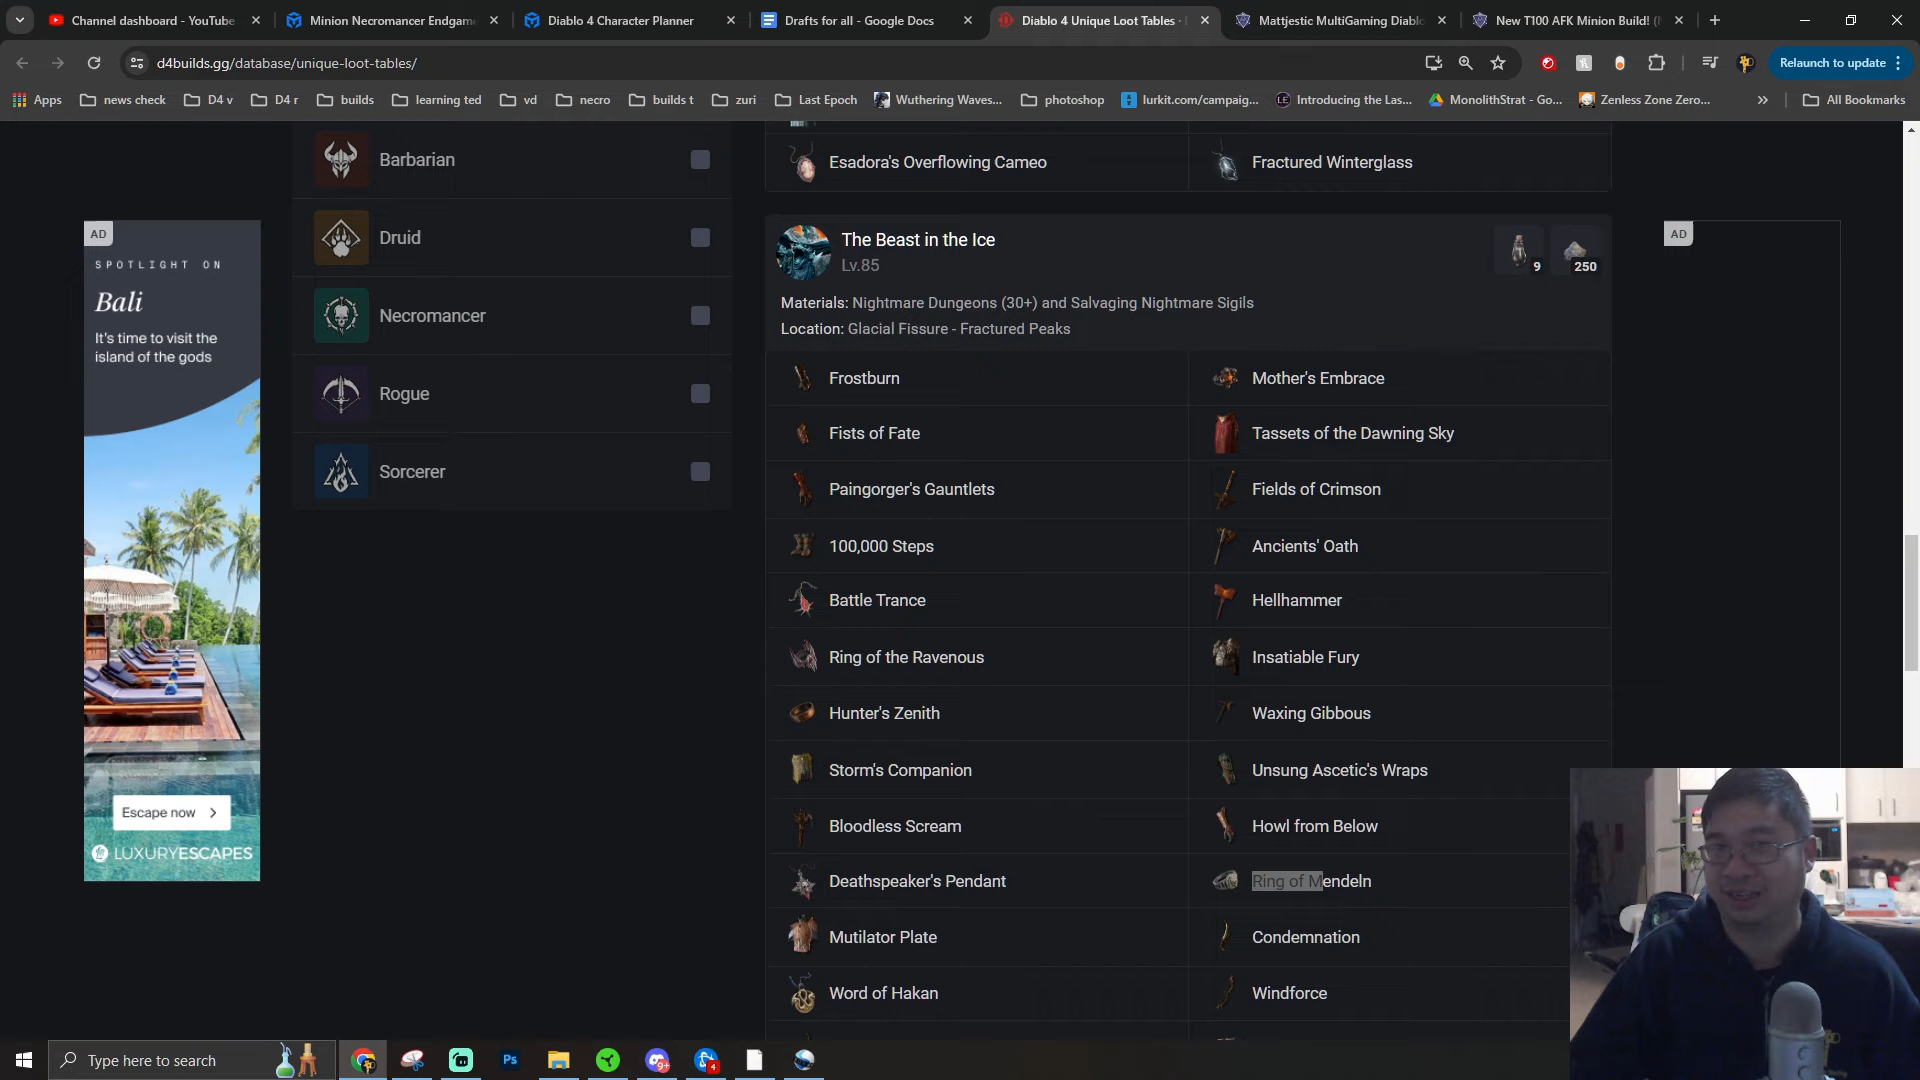 Channel dashboard - YouTube
Minion Necromancer Endgam
Diablo 4 Character Planner
Drafts for all - Google Docs
Diablo 4 Unique Loot Tables -
Mattjestic MultiGaming Diablo
New T100 AFK Minion Build! (
d4builds.gg/database/unique-loot-tables/
Relaunch to update
Apps
news check
D4 v
D4 r
builds
learning ted
vd
necro
builds t
zuri
Last Epoch
Wuthering Waves...
photoshop
lurkit.com/campaig...
Introducing the Las...
MonolithStrat - Go...
Zenless Zone Zero...
All Bookmarks
Barbarian
Druid
Necromancer
Rogue
Sorcerer
AD
SPOTLIGHT ON
Bali
It's time to visit the
island of the gods
Escape now
LUXURYESCAPES
Esadora's Overflowing Cameo
Fractured Winterglass
The Beast in the Ice
Lv.85
9
250
Materials: Nightmare Dungeons (30+) and Salvaging Nightmare Sigils
Location: Glacial Fissure - Fractured Peaks
Frostburn
Mother's Embrace
Fists of Fate
Tassets of the Dawning Sky
Paingorger's Gauntlets
Fields of Crimson
100,000 Steps
Ancients' Oath
Battle Trance
Hellhammer
Ring of the Ravenous
Insatiable Fury
Hunter's Zenith
Waxing Gibbous
Storm's Companion
Unsung Ascetic's Wraps
Bloodless Scream
Howl from Below
Deathspeaker's Pendant
Ring of Mendeln
Mutilator Plate
Condemnation
Word of Hakan
Windforce
AD
Type here to search
Ps
9+
4